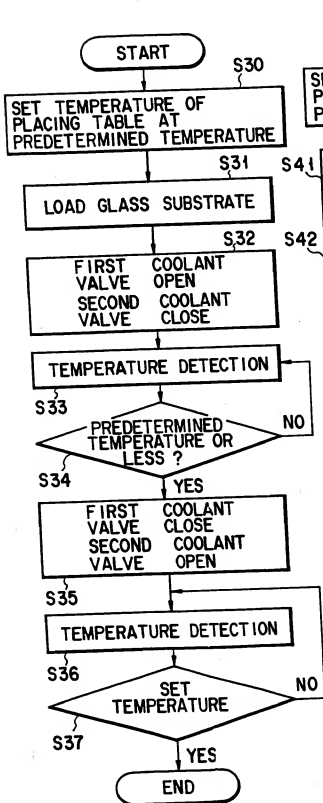 START
S30
SET TEMPERATURE OF
PLACING TABLE AT
PREDETERMINED TEMPERATURE
S31
LOAD GLASS SUBSTRATE
S32
FIRST COOLANT
VALVE OPEN
SECOND COOLANT
VALVE CLOSE
TEMPERATURE DETECTION
S33
PREDETERMINED
TEMPERATURE OR
LESS ?
NO
S34
YES
FIRST COOLANT
VALVE CLOSE
SECOND COOLANT
VALVE OPEN
S35
TEMPERATURE DETECTION
S36
SET
TEMPERATURE
NO
S37
YES
END
S41
S42